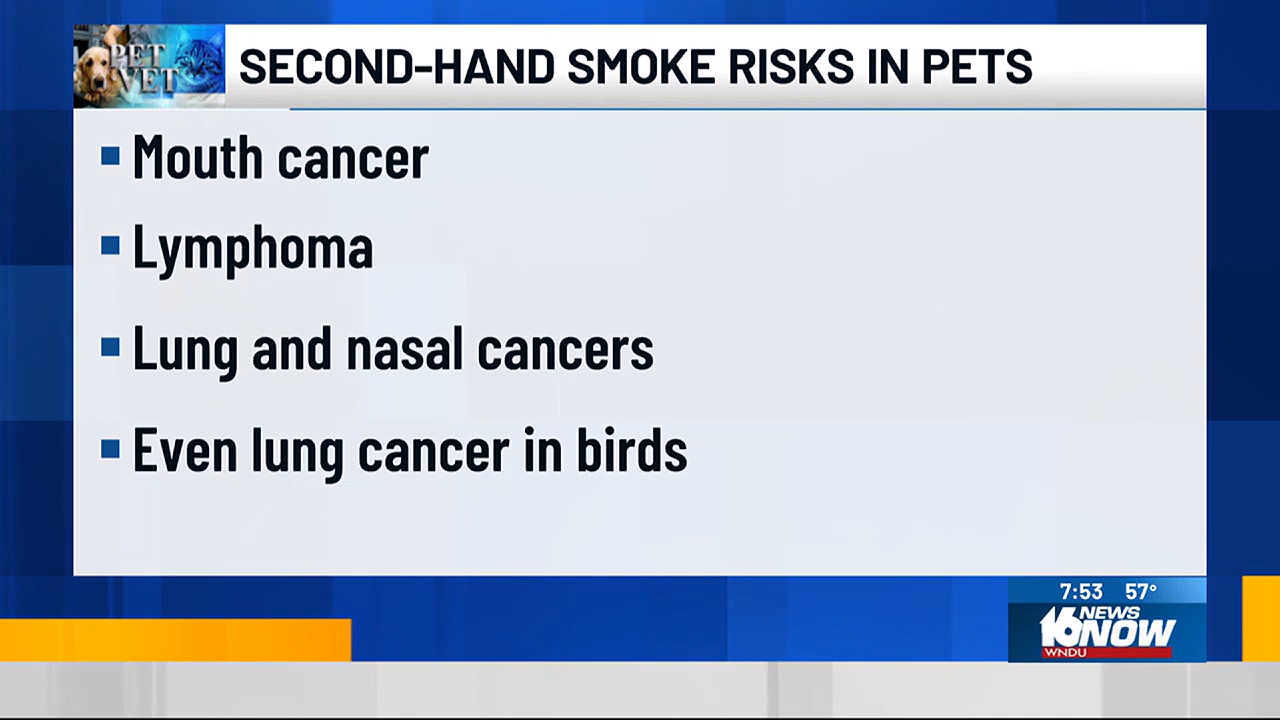 PET
VET
SECOND-HAND SMOKE RISKS IN PETS
Mouth cancer
Lymphoma
Lung and nasal cancers
Even lung cancer in birds
7:53 57°
16 NEWS
NOW
WNDU